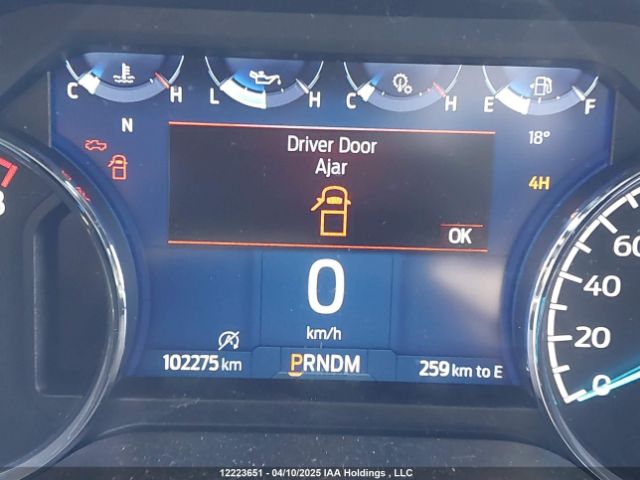 C H L H C H E F
N 18°
Driver Door
Ajar
4H
OK
0
km/h
102275 km PRNDM 259 km to E
8
60
40
20
0
12223651 - 04/10/2025 IAA Holdings , LLC